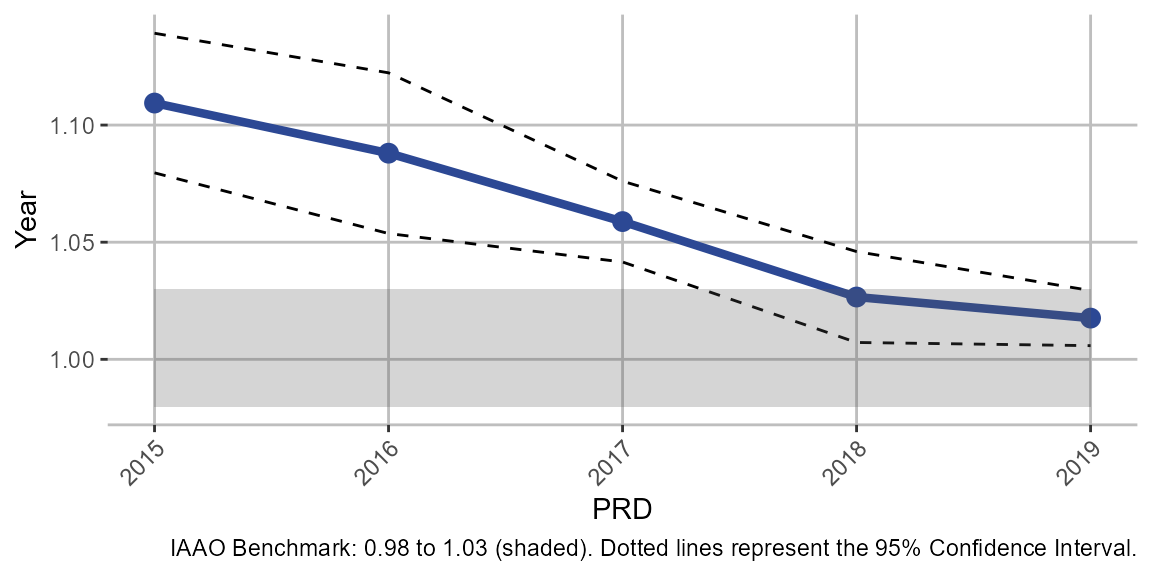 Year
1.10
1.05
1.00
2015
2016
2017
2018
2019
PRD
IAAO Benchmark: 0.98 to 1.03 (shaded). Dotted lines represent the 95% Confidence Interval.